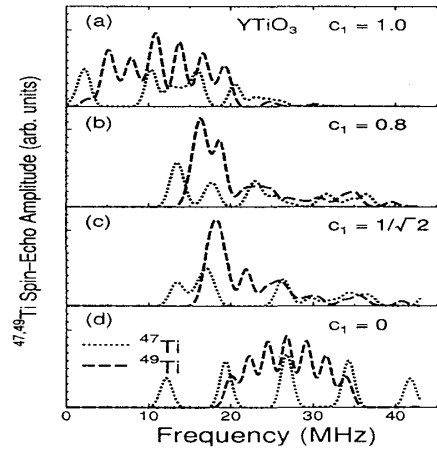 (a) YTiO₃ c₁ = 1.0
(b) c₁ = 0.8
(c) c₁ = 1/√2
(d) c₁ = 0
⁴⁷Ti
⁴⁹Ti
⁴⁷,⁴⁹Ti Spin–Echo Amplitude (arb. units)
0 10 20 30 40
Frequency (MHz)